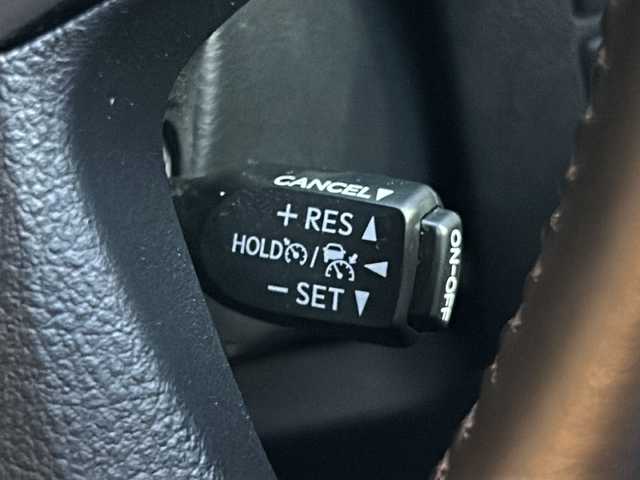 CANCEL▼
+ RES ▲
HOLD / ◀
− SET ▼
ON-OFF